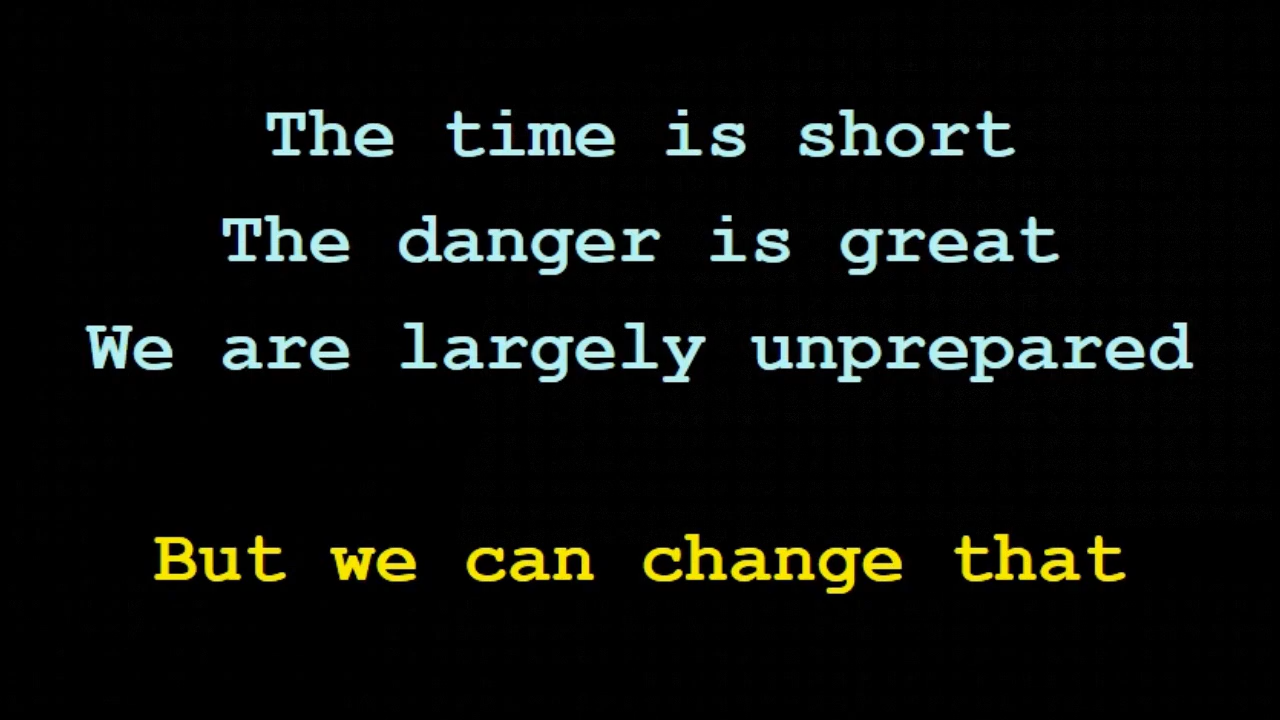 The time is short
The danger is great
We are largely unprepared
But we can change that